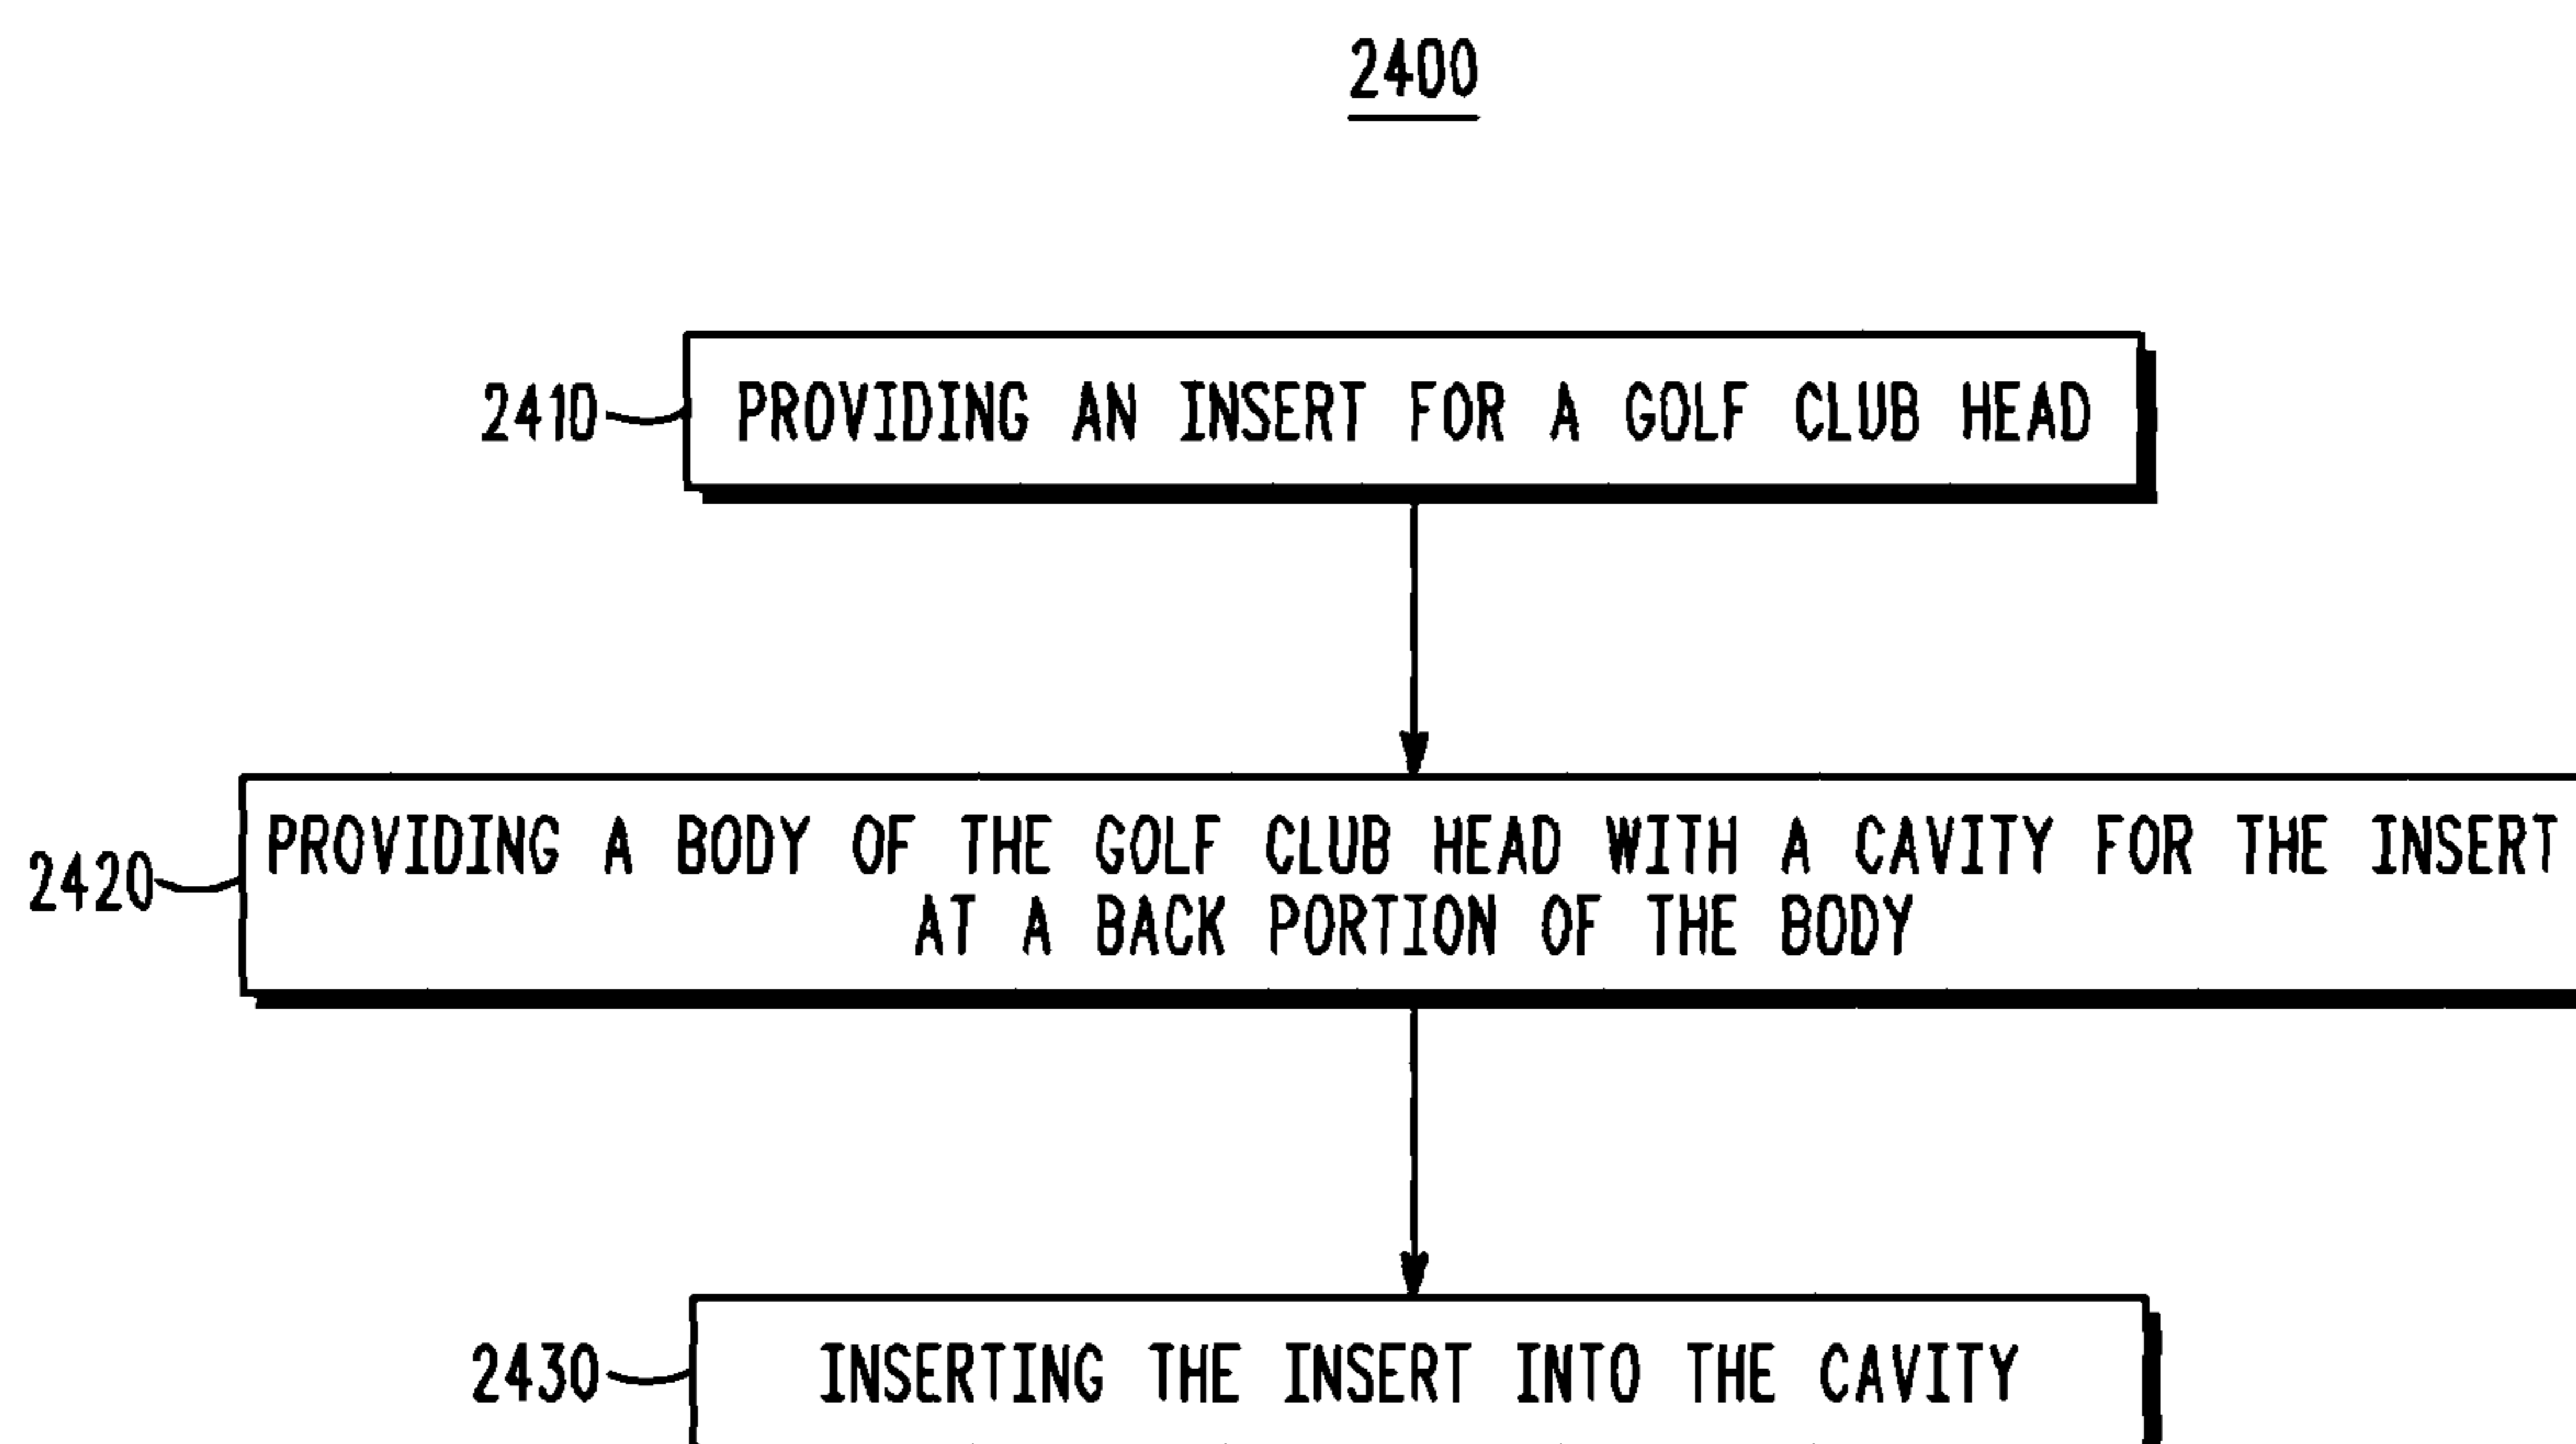 2400
2410 PROVIDING AN INSERT FOR A GOLF CLUB HEAD
2420 PROVIDING A BODY OF THE GOLF CLUB HEAD WITH A CAVITY FOR THE INSERT
AT A BACK PORTION OF THE BODY
2430 INSERTING THE INSERT INTO THE CAVITY